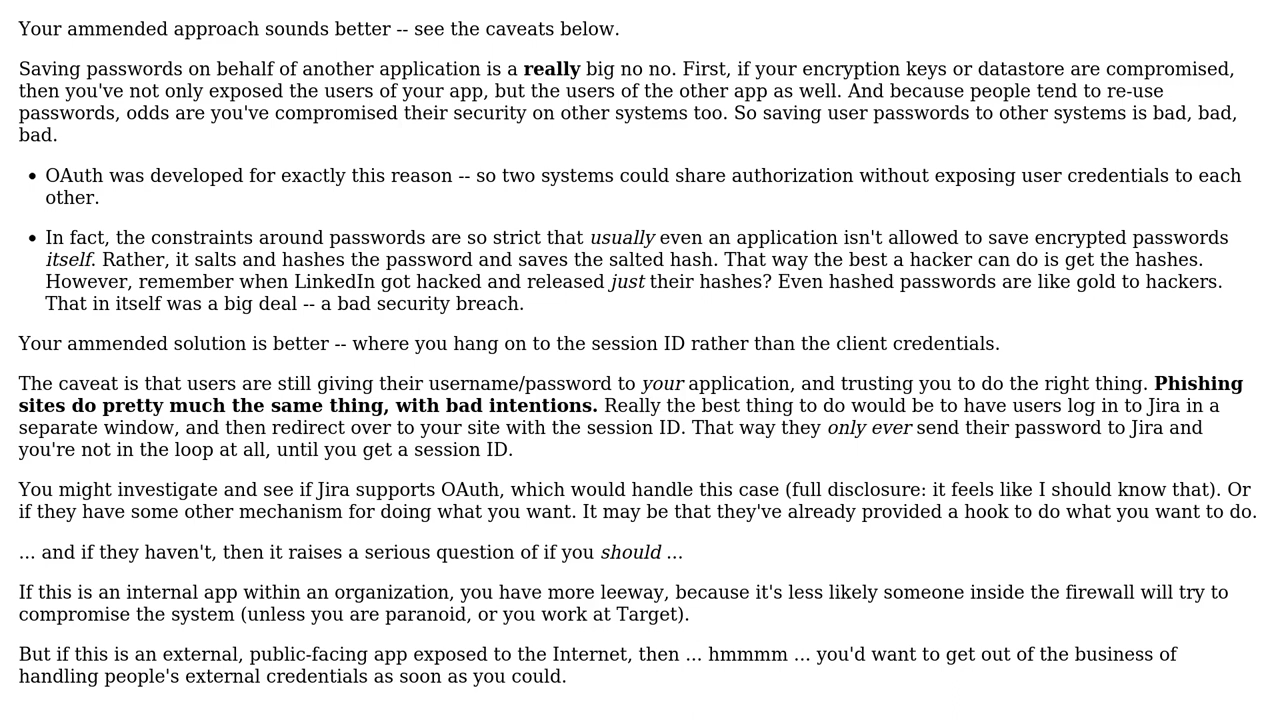 Your ammended approach sounds better -- see the caveats below.
Saving passwords on behalf of another application is a really big no no. First, if your encryption keys or datastore are compromised,
then you've not only exposed the users of your app, but the users of the other app as well. And because people tend to re-use
passwords, odds are you've compromised their security on other systems too. So saving user passwords to other systems is bad, bad,
bad.
• OAuth was developed for exactly this reason -- so two systems could share authorization without exposing user credentials to each
other.
• In fact, the constraints around passwords are so strict that usually even an application isn't allowed to save encrypted passwords
itself. Rather, it salts and hashes the password and saves the salted hash. That way the best a hacker can do is get the hashes.
However, remember when LinkedIn got hacked and released just their hashes? Even hashed passwords are like gold to hackers.
That in itself was a big deal -- a bad security breach.
Your ammended solution is better -- where you hang on to the session ID rather than the client credentials.
The caveat is that users are still giving their username/password to your application, and trusting you to do the right thing. Phishing
sites do pretty much the same thing, with bad intentions. Really the best thing to do would be to have users log in to Jira in a
separate window, and then redirect over to your site with the session ID. That way they only ever send their password to Jira and
you're not in the loop at all, until you get a session ID.
You might investigate and see if Jira supports OAuth, which would handle this case (full disclosure: it feels like I should know that). Or
if they have some other mechanism for doing what you want. It may be that they've already provided a hook to do what you want to do.
... and if they haven't, then it raises a serious question of if you should ...
If this is an internal app within an organization, you have more leeway, because it's less likely someone inside the firewall will try to
compromise the system (unless you are paranoid, or you work at Target).
But if this is an external, public-facing app exposed to the Internet, then ... hmmmm ... you'd want to get out of the business of
handling people's external credentials as soon as you could.